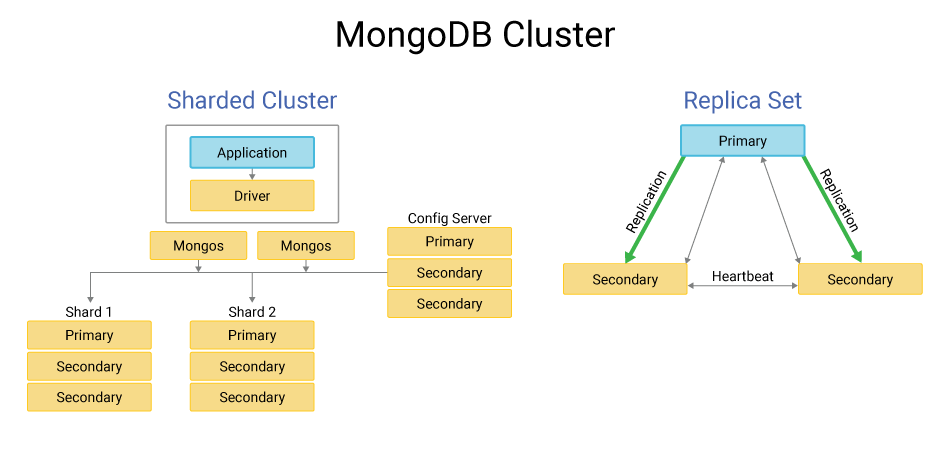 MongoDB Cluster
Sharded Cluster
Application
Driver
Mongos
Mongos
Config Server
Primary
Secondary
Secondary
Shard 1
Primary
Secondary
Secondary
Shard 2
Primary
Secondary
Secondary
Replica Set
Primary
Replication
Replication
Secondary
Heartbeat
Secondary